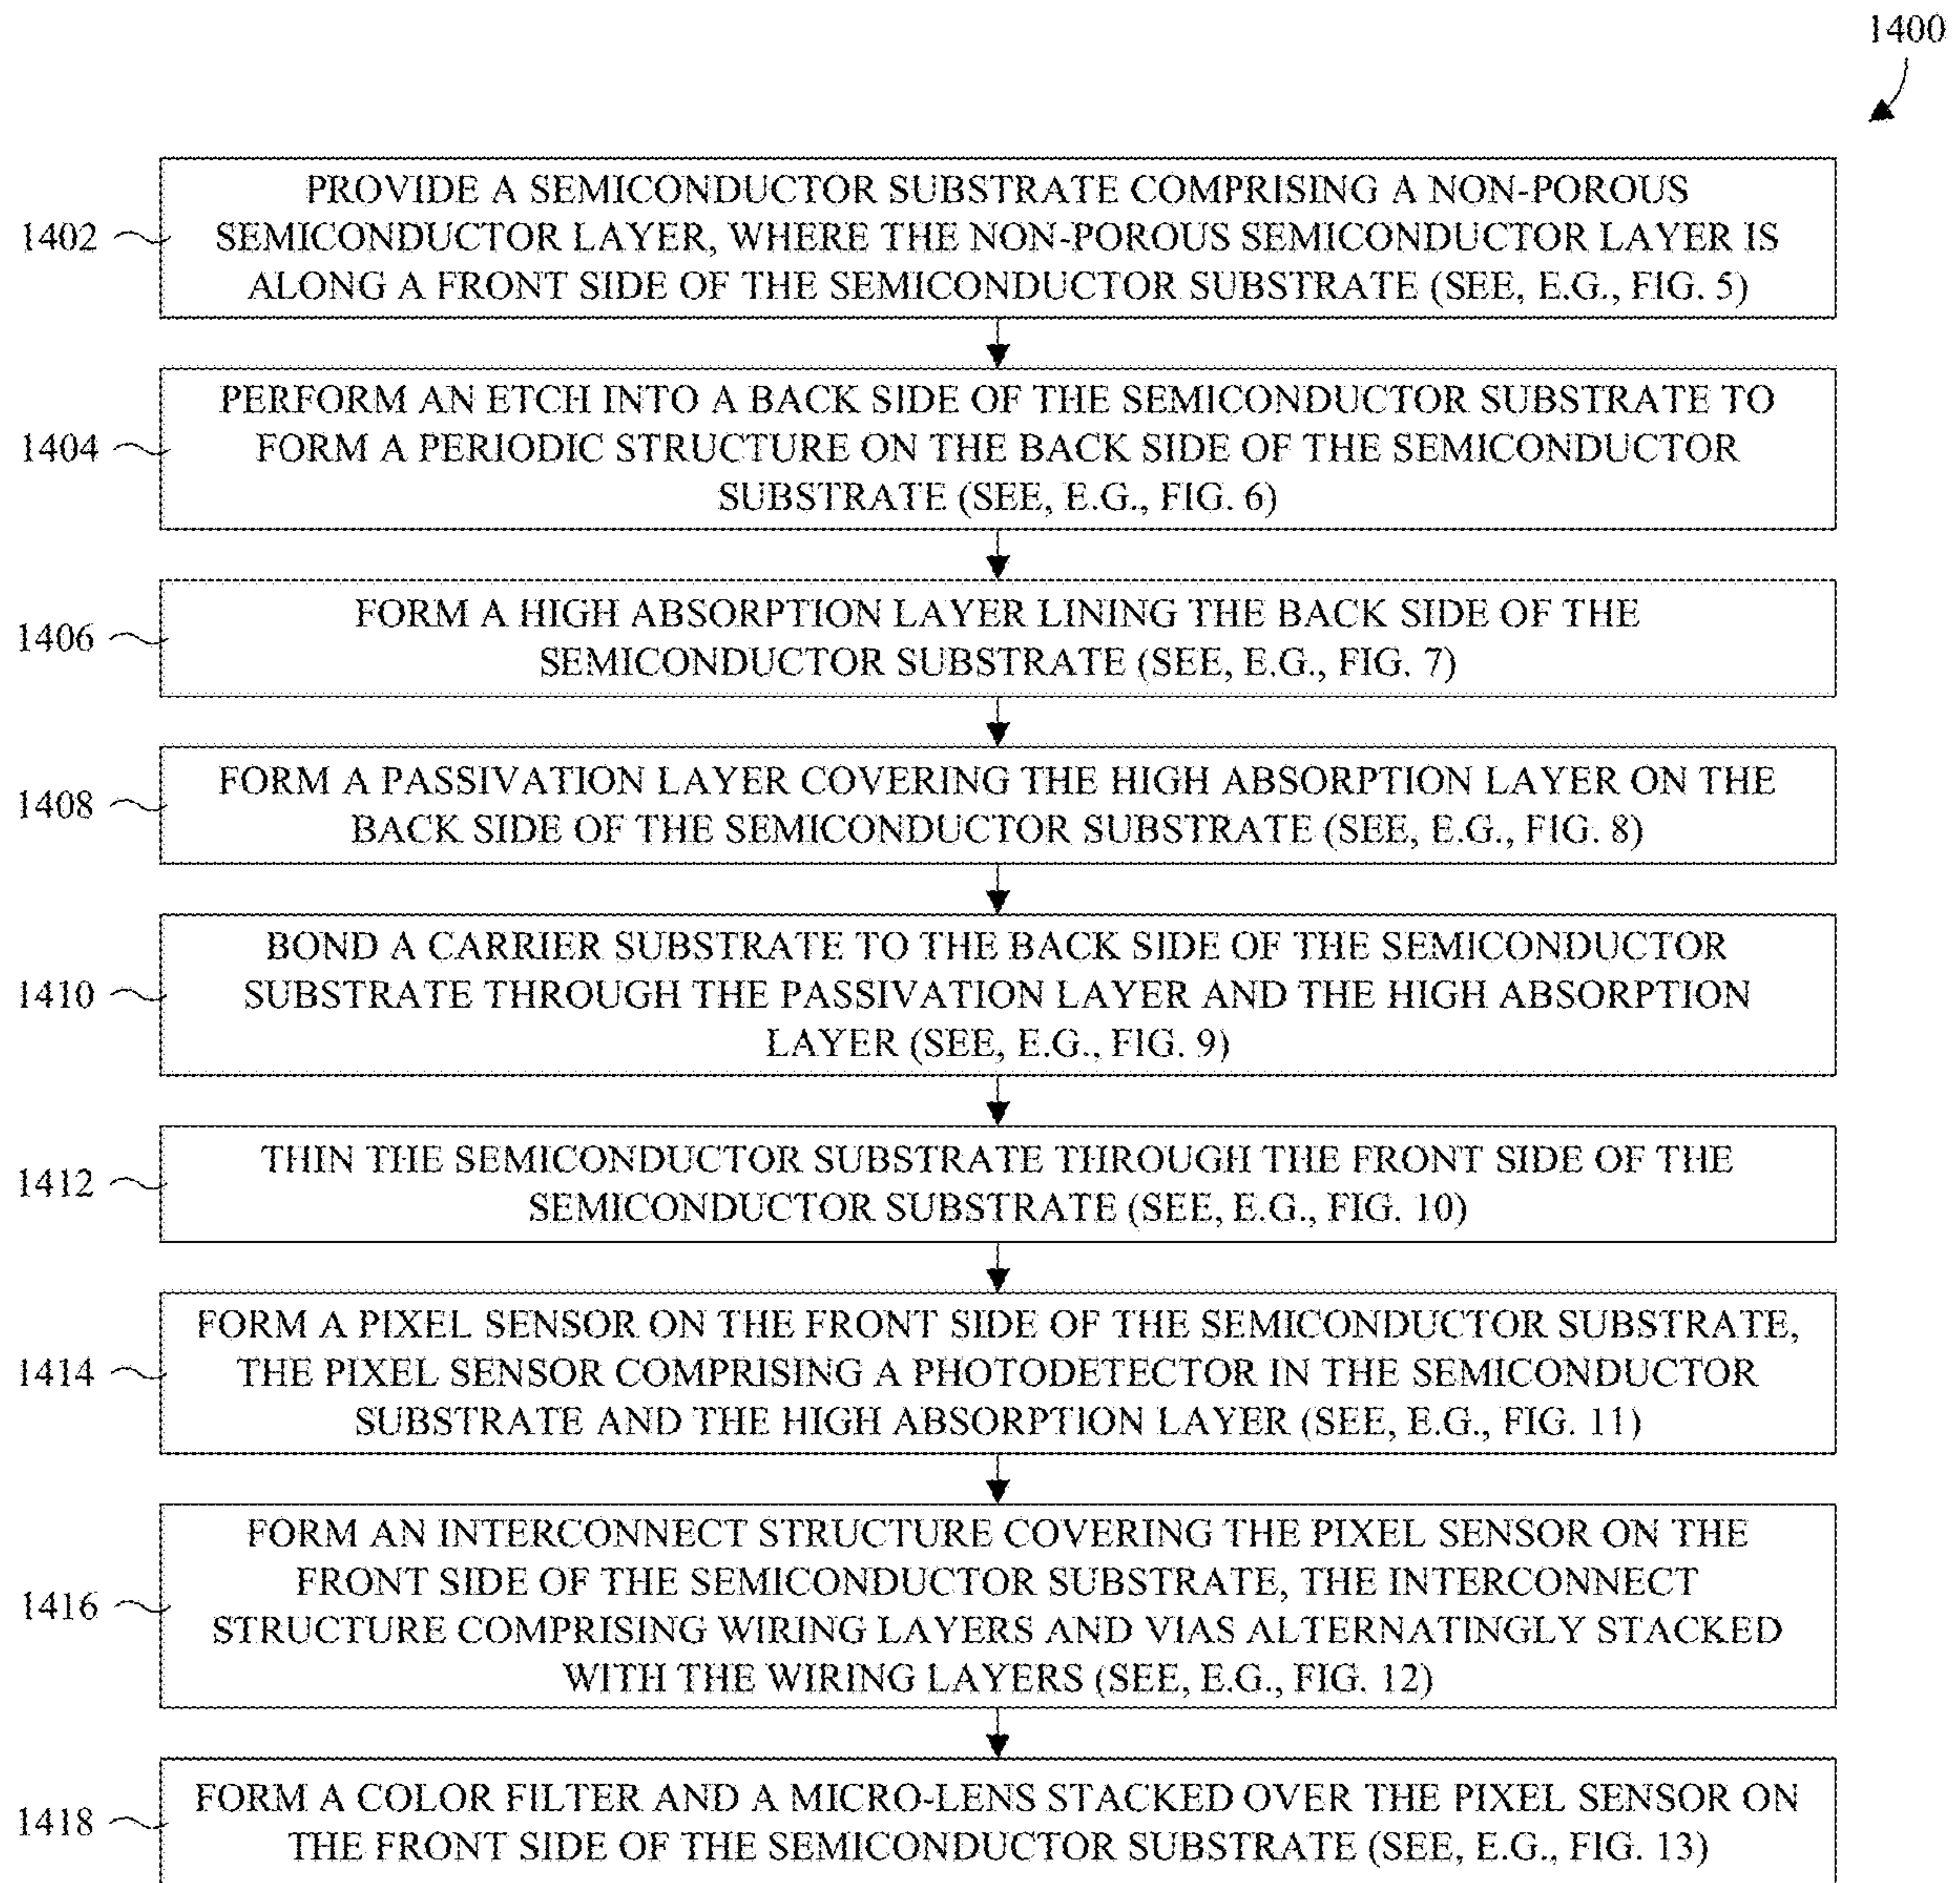 1400
PROVIDE A SEMICONDUCTOR SUBSTRATE COMPRISING A NON-POROUS
1402
SEMICONDUCTOR LAYER, WHERE THE NON-POROUS SEMICONDUCTOR LAYER IS
ALONG A FRONT SIDE OF THE SEMICONDUCTOR SUBSTRATE (SEE, E.G., FIG. 5)
PERFORM AN ETCH INTO A BACK SIDE OF THE SEMICONDUCTOR SUBSTRATE TO
1404
FORM A PERIODIC STRUCTURE ON THE BACK SIDE OF THE SEMICONDUCTOR
SUBSTRATE (SEE, E.G., FIG. 6)
1406
FORM A HIGH ABSORPTION LAYER LINING THE BACK SIDE OF THE
SEMICONDUCTOR SUBSTRATE (SEE, E.G., FIG. 7)
1408
FORM A PASSIVATION LAYER COVERING THE HIGH ABSORPTION LAYER ON THE
BACK SIDE OF THE SEMICONDUCTOR SUBSTRATE (SEE, E.G., FIG. 8)
BOND A CARRIER SUBSTRATE TO THE BACK SIDE OF THE SEMICONDUCTOR
1410
SUBSTRATE THROUGH THE PASSIVATION LAYER AND THE HIGH ABSORPTION
LAYER (SEE, E.G., FIG. 9)
1412
THIN THE SEMICONDUCTOR SUBSTRATE THROUGH THE FRONT SIDE OF THE
SEMICONDUCTOR SUBSTRATE (SEE, E.G., FIG. 10)
FORM A PIXEL SENSOR ON THE FRONT SIDE OF THE SEMICONDUCTOR SUBSTRATE,
1414
THE PIXEL SENSOR COMPRISING A PHOTODETECTOR IN THE SEMICONDUCTOR
SUBSTRATE AND THE HIGH ABSORPTION LAYER (SEE, E.G., FIG. 11)
FORM AN INTERCONNECT STRUCTURE COVERING THE PIXEL SENSOR ON THE
FRONT SIDE OF THE SEMICONDUCTOR SUBSTRATE, THE INTERCONNECT
1416
STRUCTURE COMPRISING WIRING LAYERS AND VIAS ALTERNATINGLY STACKED
WITH THE WIRING LAYERS (SEE, E.G., FIG. 12)
1418
FORM A COLOR FILTER AND A MICRO-LENS STACKED OVER THE PIXEL SENSOR ON
THE FRONT SIDE OF THE SEMICONDUCTOR SUBSTRATE (SEE, E.G., FIG. 13)